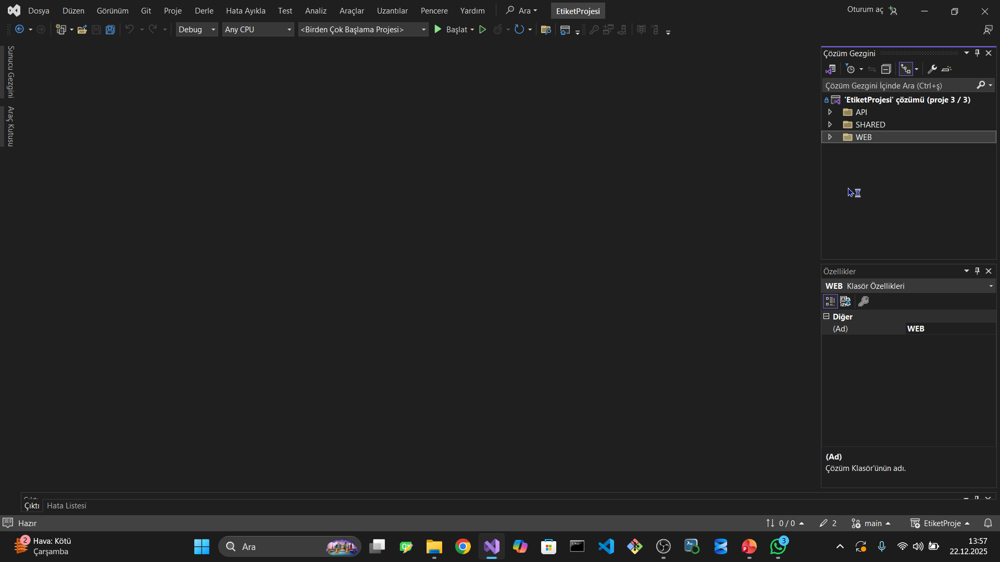 Dosya Düzen Görünüm Git Proje Derle Hata Ayıkla Test Analiz Araçlar Uzantılar Pencere Yardım Ara EtiketProjesi Oturum aç
Debug Any CPU <Birden Çok Başlama Projesi> Başlat
Sunucu Gezgini
Araç Kutusu
Çözüm Gezgini
Çözüm Gezgini İçinde Ara (Ctrl+ş)
'EtiketProjesi' çözümü (proje 3 / 3)
API
SHARED
WEB
Özellikler
WEB Klasör Özellikleri
Diğer
(Ad) WEB
(Ad)
Çözüm Klasör'ünün adı.
Çıktı
Çıktı Hata Listesi
Hazır 0 / 0 2 main EtiketProje
2 Hava: Kötü
Çarşamba
Ara
3
13:57
22.12.2025